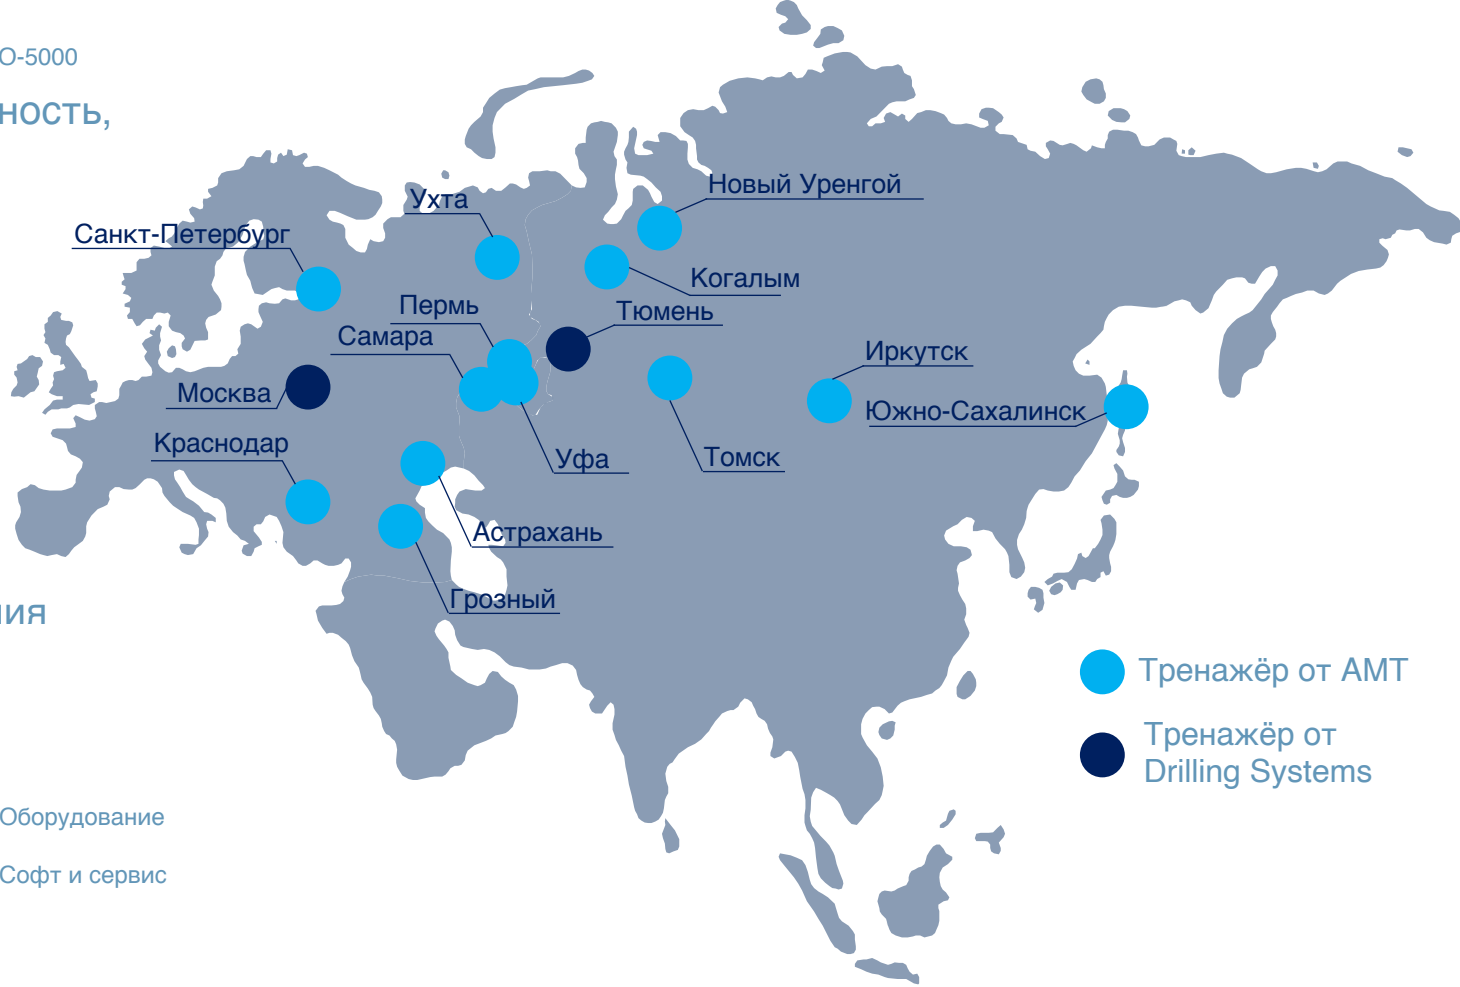 О-5000
ность,
Новый Уренгой
Ухта
Санкт-Петербург
Когалым
Пермь
Тюмень
Самара
Иркутск
Москва
Южно-Сахалинск
Краснодар
Уфа
Томск
Астрахань
Грозный
ия
Тренажёр от АМТ
Тренажёр от
Drilling Systems
Оборудование
Софт и сервис